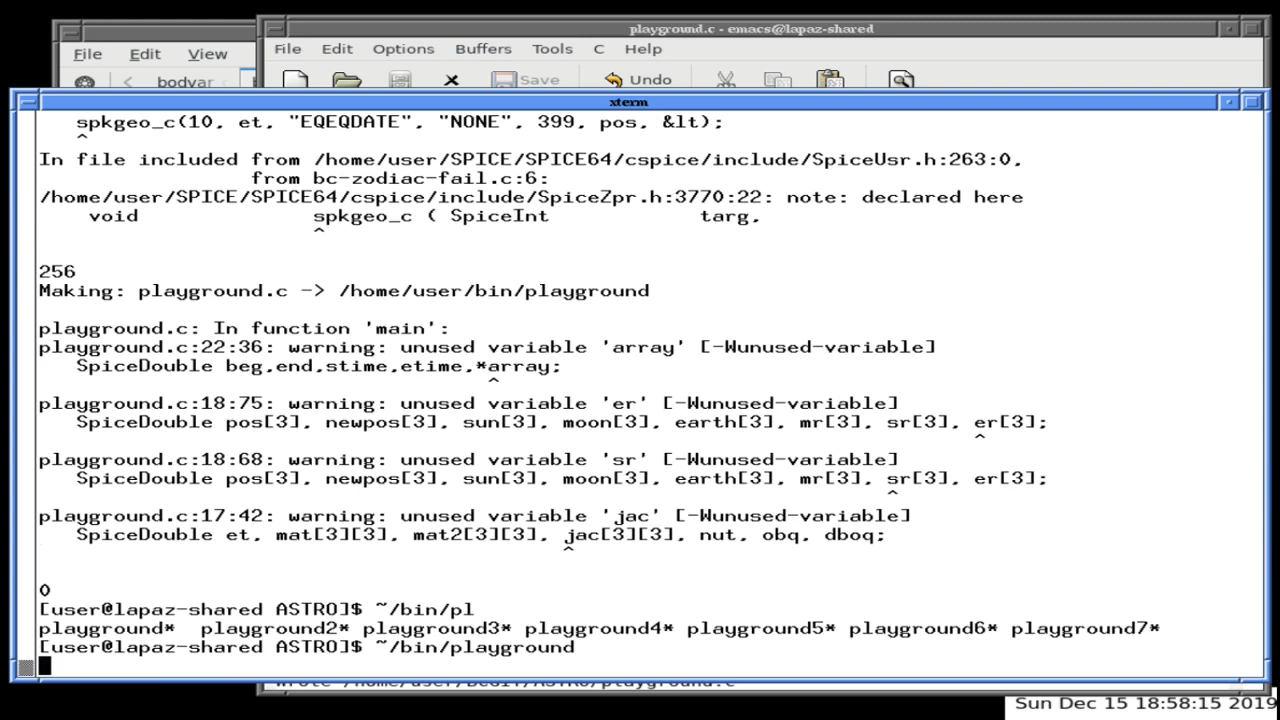 playground.c - emacs@lapaz-shared
File Edit View
File Edit Options Buffers Tools C Help
bodvar
Save Undo
xterm
spkgeo_c(10, et, "EQEQDATE", "NONE", 399, pos, &lt);
^
In file included from /home/user/SPICE/SPICE64/cspice/include/SpiceUsr.h:263:0,
from bc-zodiac-fail.c:6:
/home/user/SPICE/SPICE64/cspice/include/SpiceZpr.h:3770:22: note: declared here
void spkgeo_c ( SpiceInt targ,
^
256
Making: playground.c -> /home/user/bin/playground
playground.c: In function 'main':
playground.c:22:36: warning: unused variable 'array' [-Wunused-variable]
SpiceDouble beg,end,stime,etime,*array;
^
playground.c:18:75: warning: unused variable 'er' [-Wunused-variable]
SpiceDouble pos[3], newpos[3], sun[3], moon[3], earth[3], mr[3], sr[3], er[3];
^
playground.c:18:68: warning: unused variable 'sr' [-Wunused-variable]
SpiceDouble pos[3], newpos[3], sun[3], moon[3], earth[3], mr[3], sr[3], er[3];
^
playground.c:17:42: warning: unused variable 'jac' [-Wunused-variable]
SpiceDouble et, mat[3][3], mat2[3][3], jac[3][3], nut, obq, dboq;
^
0
[user@lapaz-shared ASTRO]$ ~/bin/pl
playground* playground2* playground3* playground4* playground5* playground6* playground7*
[user@lapaz-shared ASTRO]$ ~/bin/playground
Sun Dec 15 18:58:15 2019